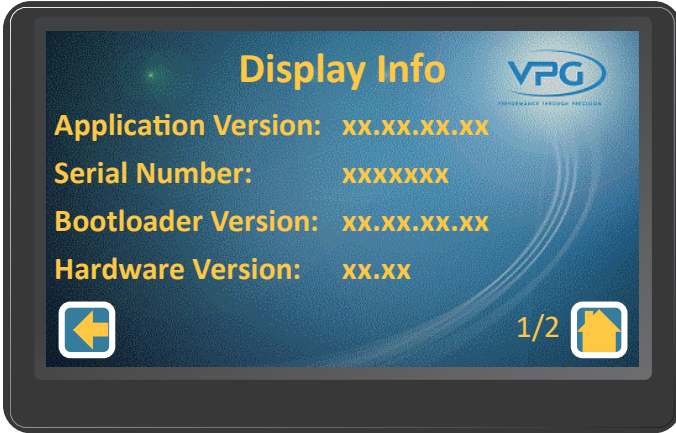 Display Info
VPG
PERFORMANCE THROUGH PRECISION
Application Version: xx.xx.xx.xx
Serial Number: xxxxxxx
Bootloader Version: xx.xx.xx.xx
Hardware Version: xx.xx
1/2